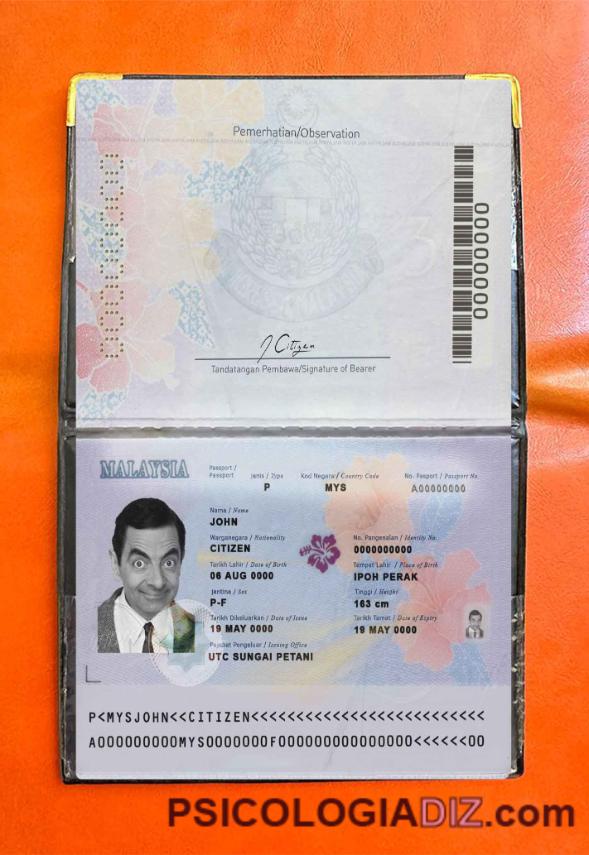 Pemerhatian/Observation
00000000
J Citizen
Tandatangan Pembawa/Signature of Bearer
MALAYSIA
Passport / Passport Jenis / Type Kod Negara / Country Code No. Pasport / Passport No.
P MYS A00000000
Nama / Name
JOHN
Warganegara / Nationality No. Pengenalan / Identity No.
CITIZEN 0000000000
Tarikh Lahir / Date of Birth Tempat Lahir / Place of Birth
06 AUG 0000 IPOH PERAK
Jantina / Sex Tinggi / Height
P-F 163 cm
Tarikh Dikeluarkan / Date of Issue Tarikh Tamat / Date of Expiry
19 MAY 0000 19 MAY 0000
Pejabat Pengeluar / Issuing Office
UTC SUNGAI PETANI
P<MYSJOHN<<CITIZEN<<<<<<<<<<<<<<<<<<<<<<<<<<
A000000000MYS0000000F00000000000000<<<<<<00
PSICOLOGIADIZ.com